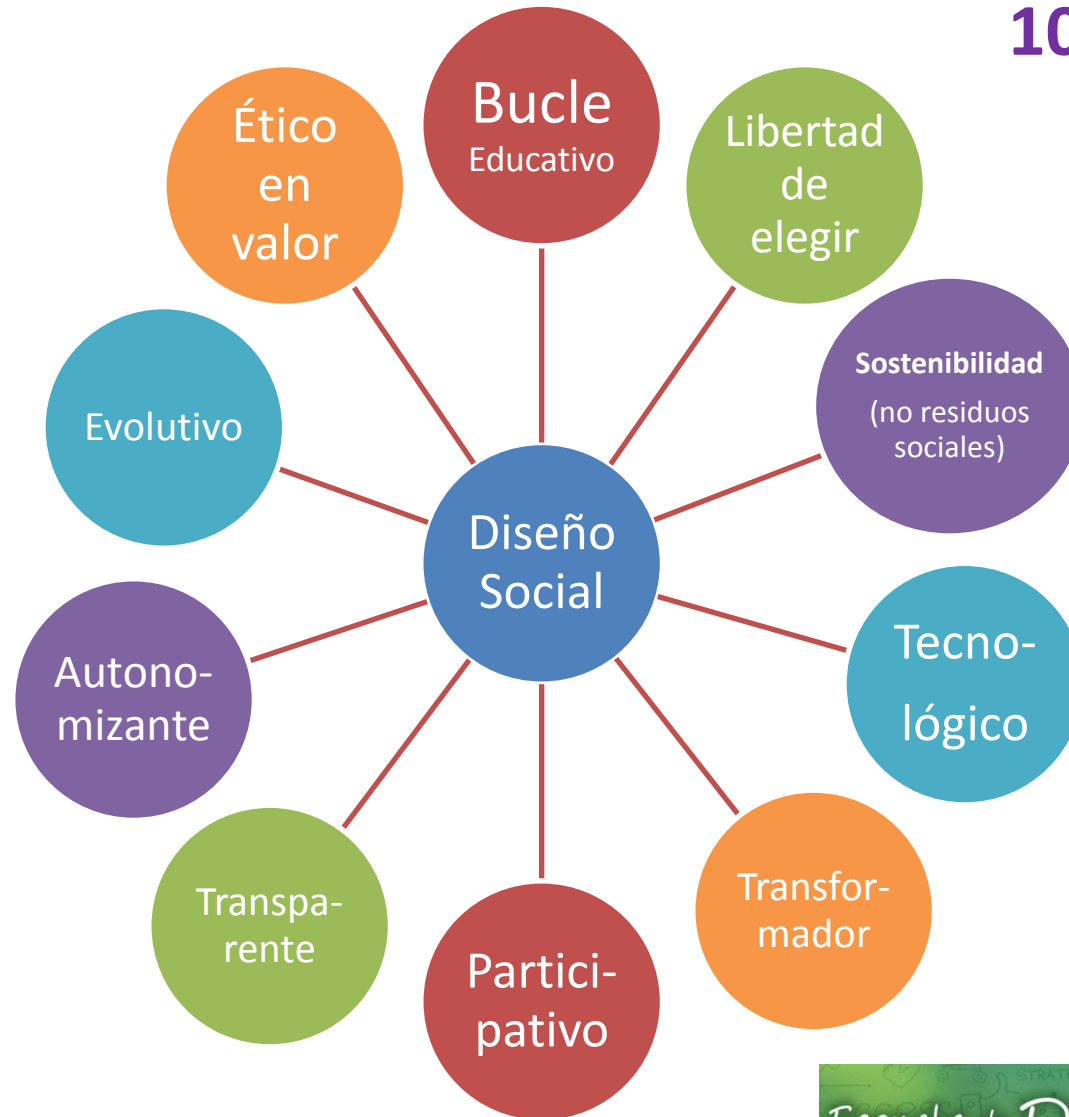 10
Bucle
Educativo
Libertad
de
elegir
Sostenibilidad
(no residuos
sociales)
Tecno-
lógico
Transfor-
mador
Partici-
pativo
Transpa-
rente
Autono-
mizante
Evolutivo
Ético
en
valor
Diseño
Social